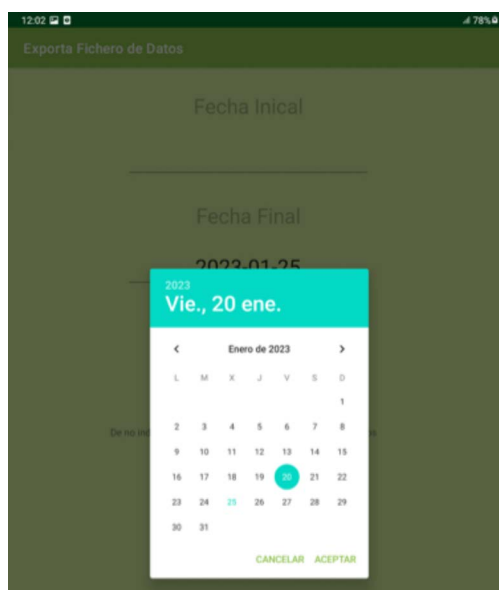 12:02 78%
Exporta Fichero de Datos
Fecha Inical
Fecha Final
2023-01-25
2023
Vie., 20 ene.
Enero de 2023
L M X J V S D
1
2 3 4 5 6 7 8
9 10 11 12 13 14 15
16 17 18 19 20 21 22
23 24 25 26 27 28 29
30 31
De no
CANCELAR ACEPTAR